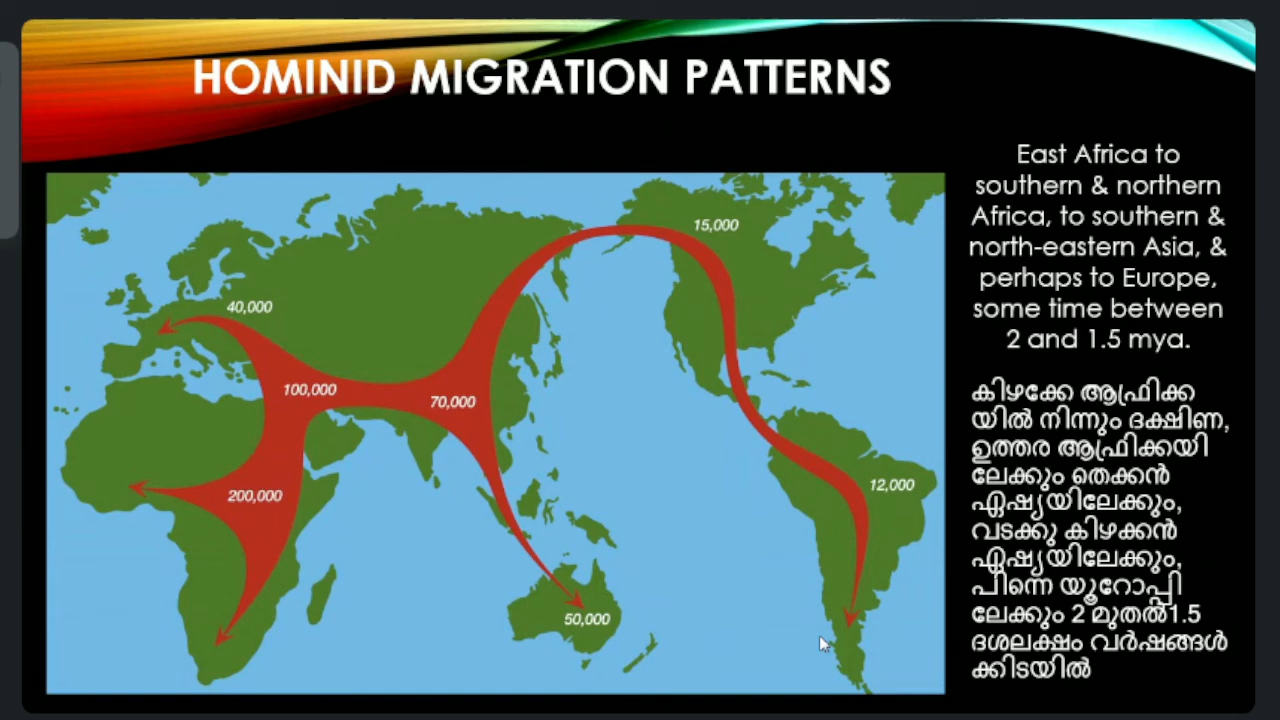 HOMINID MIGRATION PATTERNS
15,000
40,000
100,000
70,000
200,000
12,000
50,000
East Africa to
southern & northern
Africa, to southern &
north-eastern Asia, &
perhaps to Europe,
some time between
2 and 1.5 mya.
കിഴക്കേ ആഫ്രിക്ക
യിൽ നിന്നും ദക്ഷിണ,
ഉത്തര ആഫ്രിക്കയി
ലേക്കും തെക്കൻ
ഏഷ്യയിലേക്കും,
വടക്കു കിഴക്കൻ
ഏഷ്യയിലേക്കും,
പിന്നെ യൂറോപ്പി
ലേക്കും 2 മുതൽ1.5
ദശലക്ഷം വർഷങ്ങൾ
ക്കിടയിൽ